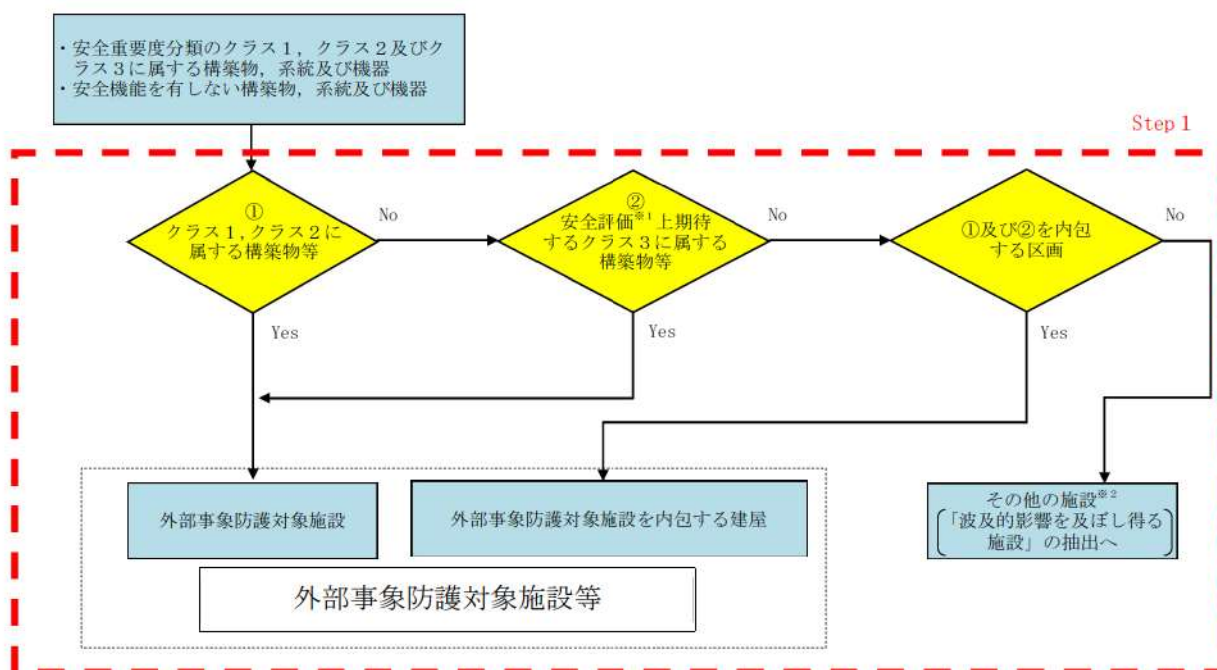 ・安全重要度分類のクラス１，クラス２及びク
ラス３に属する構築物，系統及び機器
・安全機能を有しない構築物，系統及び機器
Step 1
①
クラス１,クラス２に
属する構築物等
No
②
安全評価※1上期待
するクラス３に属する
構築物等
No
①及び②を内包
する区画
No
Yes
Yes
Yes
外部事象防護対象施設
外部事象防護対象施設を内包する建屋
その他の施設※2
「波及的影響を及ぼし得る
施設」の抽出へ
外部事象防護対象施設等